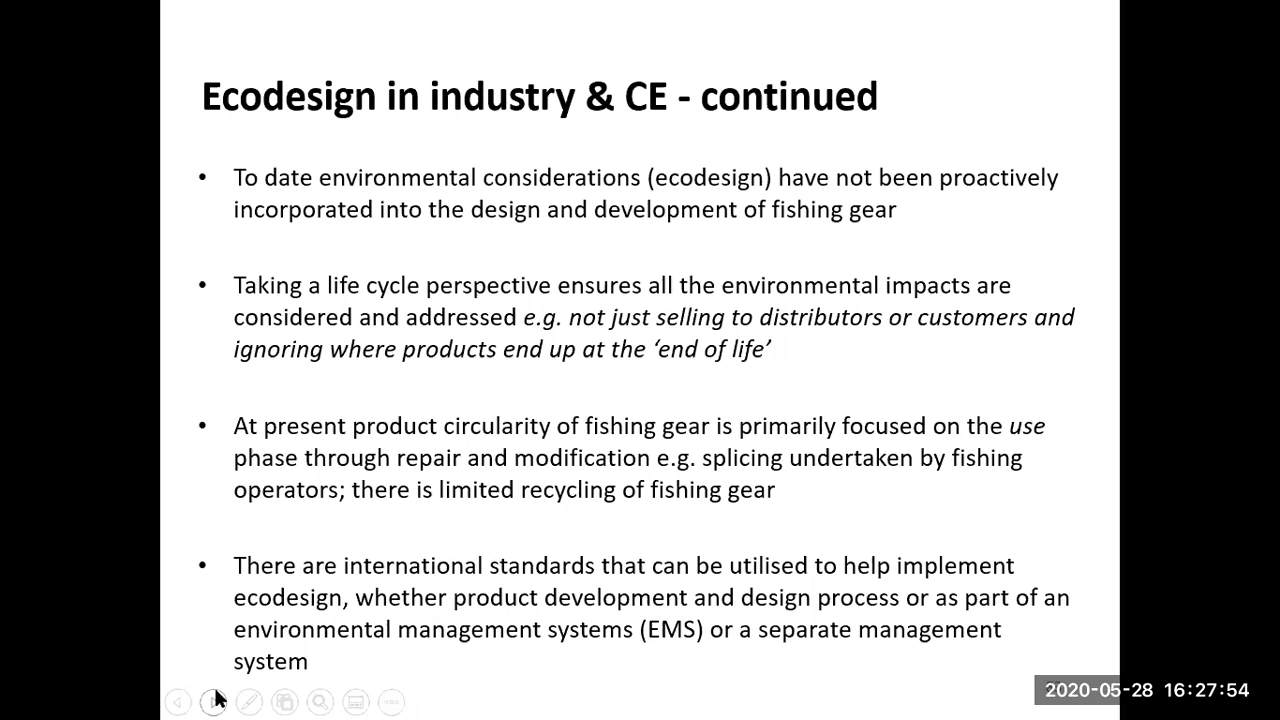 Ecodesign in industry & CE - continued
• To date environmental considerations (ecodesign) have not been proactively
incorporated into the design and development of fishing gear
• Taking a life cycle perspective ensures all the environmental impacts are
considered and addressed e.g. not just selling to distributors or customers and
ignoring where products end up at the ‘end of life’
• At present product circularity of fishing gear is primarily focused on the use
phase through repair and modification e.g. splicing undertaken by fishing
operators; there is limited recycling of fishing gear
• There are international standards that can be utilised to help implement
ecodesign, whether product development and design process or as part of an
environmental management systems (EMS) or a separate management
system
2020-05-28 16:27:54